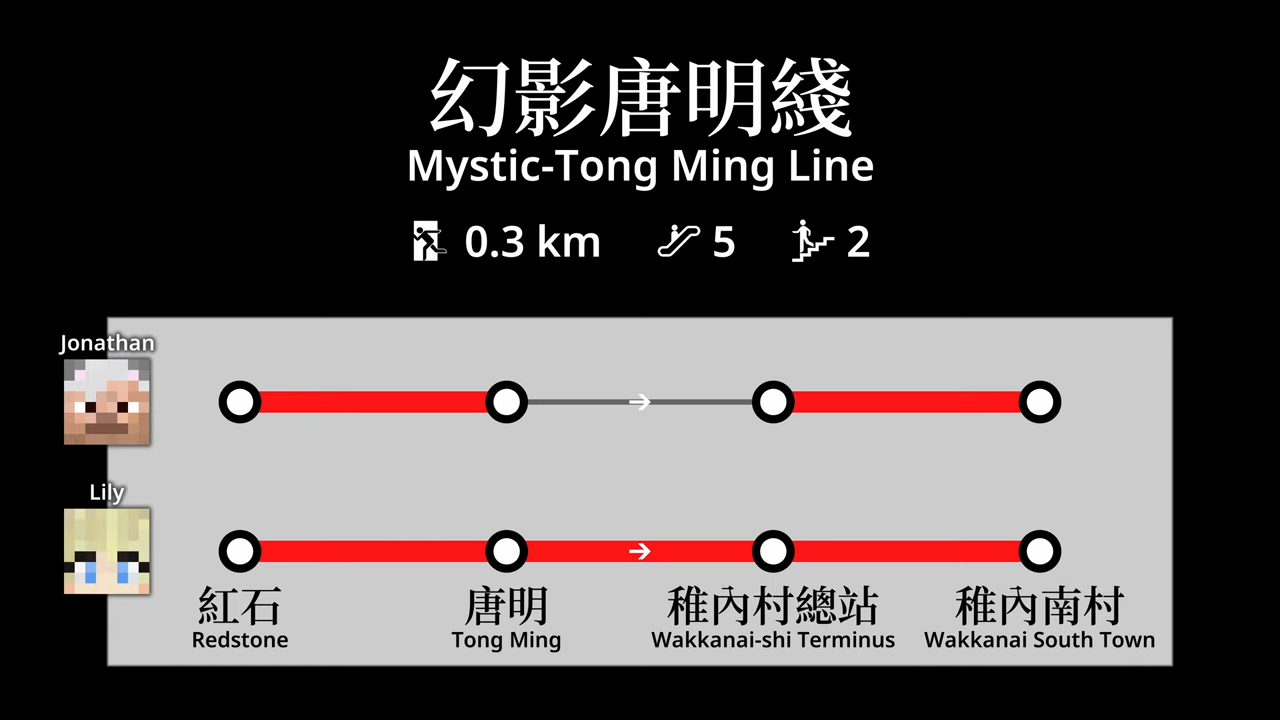 幻影唐明綫
Mystic-Tong Ming Line
0.3 km 5 2
Jonathan
Lily
紅石 唐明 稚內村總站 稚內南村
Redstone Tong Ming Wakkanai-shi Terminus Wakkanai South Town